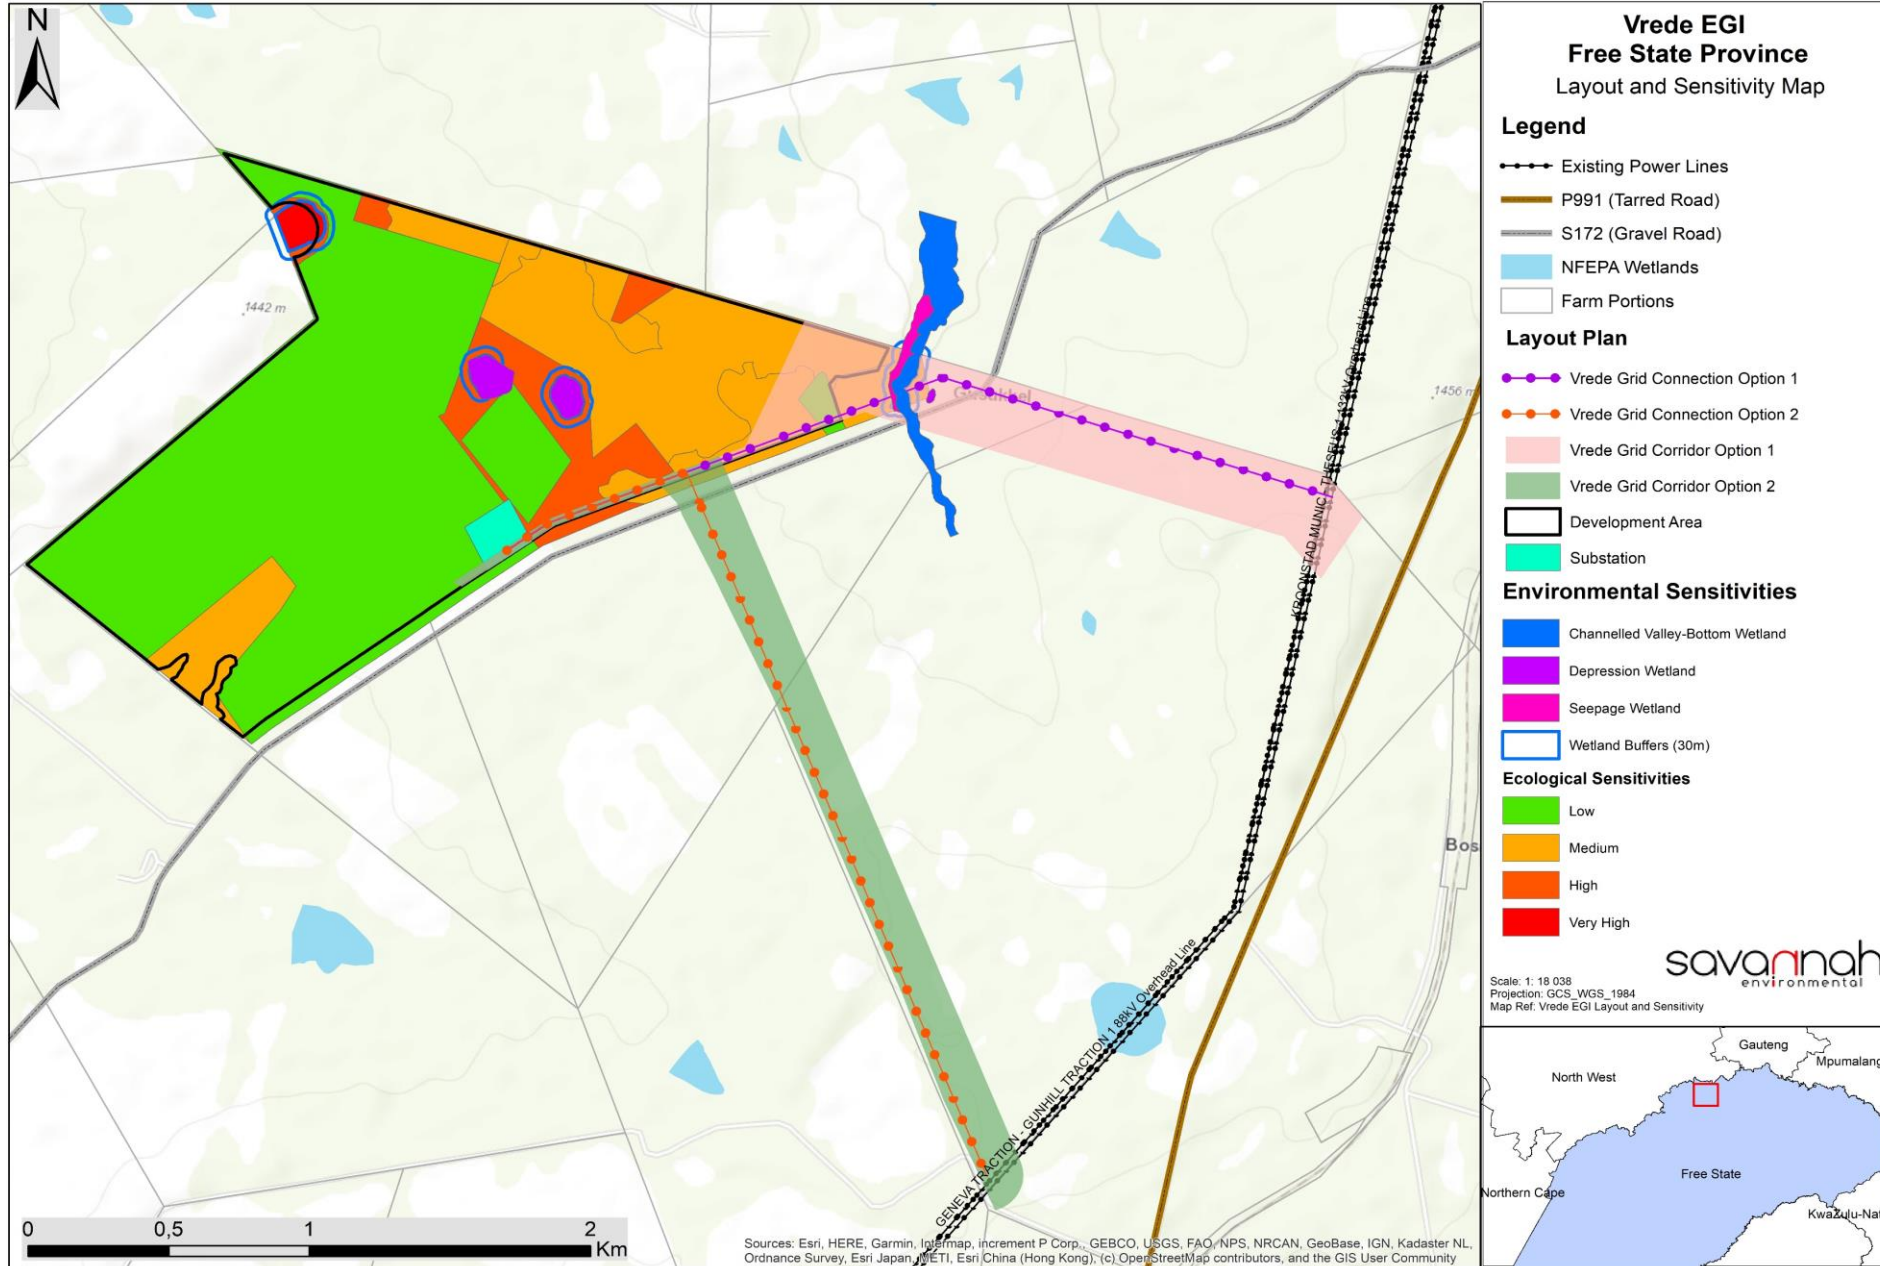 N
1442 m
Vrede EGI
Free State Province
Layout and Sensitivity Map
Legend
Existing Power Lines
P991 (Tarred Road)
S172 (Gravel Road)
NFEPA Wetlands
Farm Portions
Layout Plan
Vrede Grid Connection Option 1
Vrede Grid Connection Option 2
Vrede Grid Corridor Option 1
Vrede Grid Corridor Option 2
Development Area
Substation
Environmental Sensitivities
Channelled Valley-Bottom Wetland
Depression Wetland
Seepage Wetland
Wetland Buffers (30m)
Ecological Sensitivities
Low
Medium
High
Very High
savannah
environmental
Scale: 1: 18 038
Projection: GCS_WGS_1984
Map Ref: Vrede EGI Layout and Sensitivity
Gauteng
Mpumalang
North West
Free State
Northern Cape
KwaZulu-Nat
1456 m
KROONSTAD MUNIC - THESEUS 1 132kV Overhead Line
Bos
GENEVA TRACTION - GUNHILL TRACTION 1 88kV Overhead Line
0 0,5 1 2
Km
Sources: Esri, HERE, Garmin, Intermap, increment P Corp., GEBCO, USGS, FAO, NPS, NRCAN, GeoBase, IGN, Kadaster NL,
Ordnance Survey, Esri Japan, METI, Esri China (Hong Kong), (c) OpenStreetMap contributors, and the GIS User Community